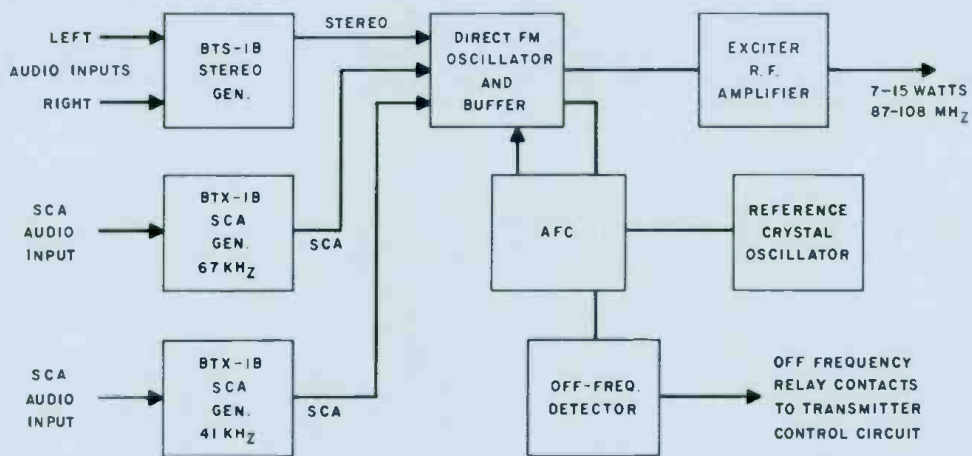 LEFT
AUDIO INPUTS
RIGHT
BTS-1B
STEREO
GEN.
STEREO
DIRECT FM
OSCILLATOR
AND
BUFFER
EXCITER
R.F.
AMPLIFIER
7-15 WATTS
87-108 MHZ
SCA
AUDIO
INPUT
BTX-1B
SCA
GEN.
67 KHZ
SCA
AFC
REFERENCE
CRYSTAL
OSCILLATOR
SCA
AUDIO
INPUT
BTX-1B
SCA
GEN.
41 KHZ
SCA
OFF-FREQ.
DETECTOR
OFF FREQUENCY
RELAY CONTACTS
TO TRANSMITTER
CONTROL CIRCUIT